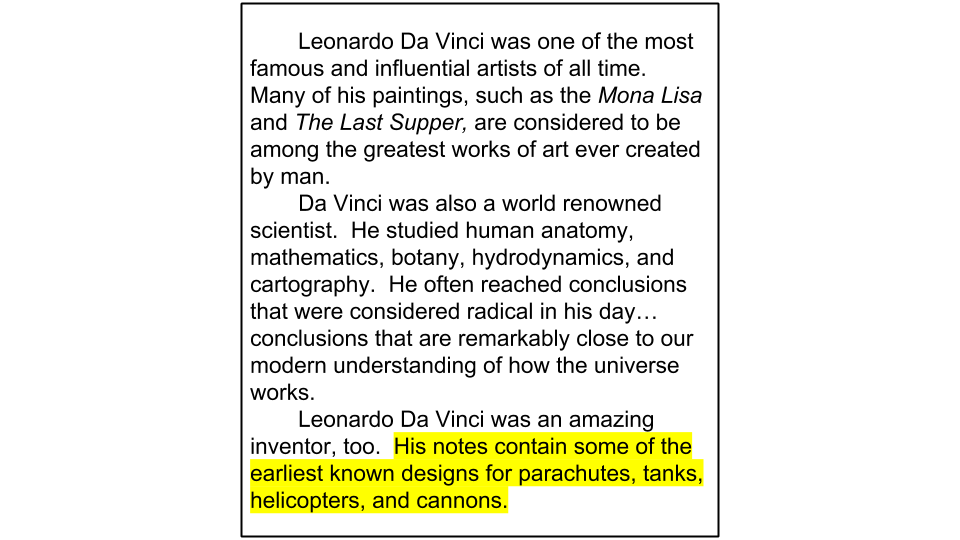 Leonardo Da Vinci was one of the most
famous and influential artists of all time.
Many of his paintings, such as the Mona Lisa
and The Last Supper, are considered to be
among the greatest works of art ever created
by man.
Da Vinci was also a world renowned
scientist.  He studied human anatomy,
mathematics, botany, hydrodynamics, and
cartography.  He often reached conclusions
that were considered radical in his day…
conclusions that are remarkably close to our
modern understanding of how the universe
works.
Leonardo Da Vinci was an amazing
inventor, too.  His notes contain some of the
earliest known designs for parachutes, tanks,
helicopters, and cannons.